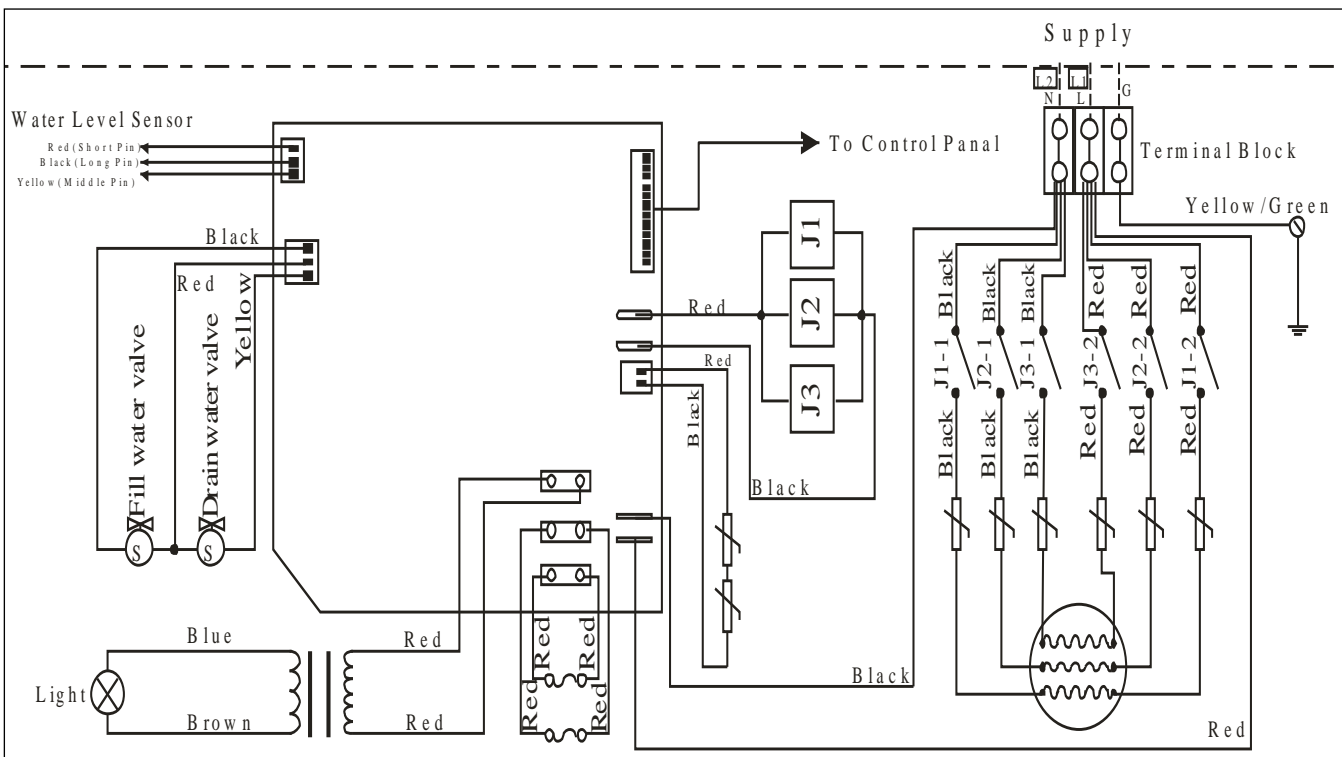 Supply
L2
L1
N
L
G
Water Level Sensor
Red(Short Pin)
Black(Long Pin)
Yellow(Middle Pin)
To Control Panal
Terminal Block
Yellow/Green
Black
Red
Yellow
Fill water valve
Drain water valve
S
S
Red
J1
J2
J3
Red
Black
Black
Black
Black
Black
Red
Red
Red
J1-1
J2-1
J3-1
J3-2
J2-2
J1-2
Black
Black
Black
Red
Red
Red
Light
Blue
Brown
Red
Red
Red
Red
Red
Red
Black
Red